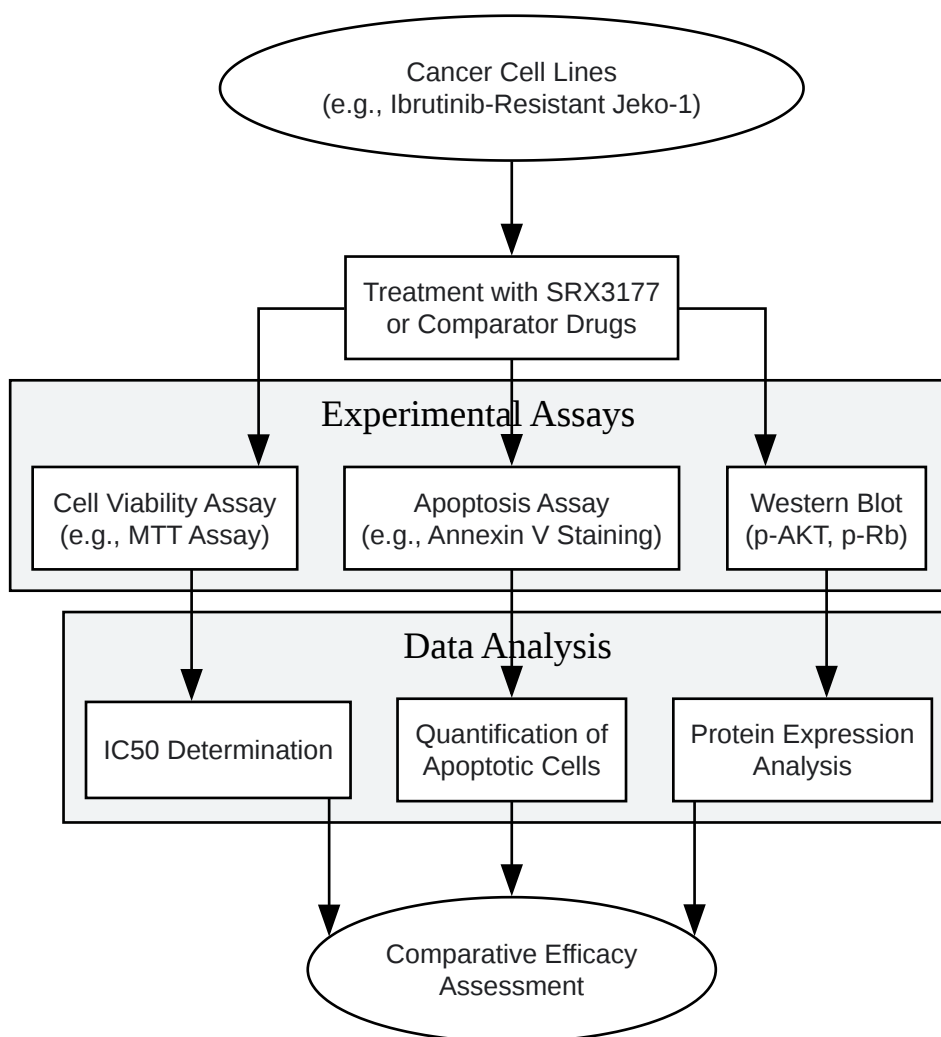 Cancer Cell Lines
(e.g., Ibrutinib-Resistant Jeko-1)
Treatment with SRX3177
or Comparator Drugs
Experimental Assays
Cell Viability Assay
(e.g., MTT Assay)
Apoptosis Assay
(e.g., Annexin V Staining)
Western Blot
(p-AKT, p-Rb)
Data Analysis
IC50 Determination
Quantification of
Apoptotic Cells
Protein Expression
Analysis
Comparative Efficacy
Assessment